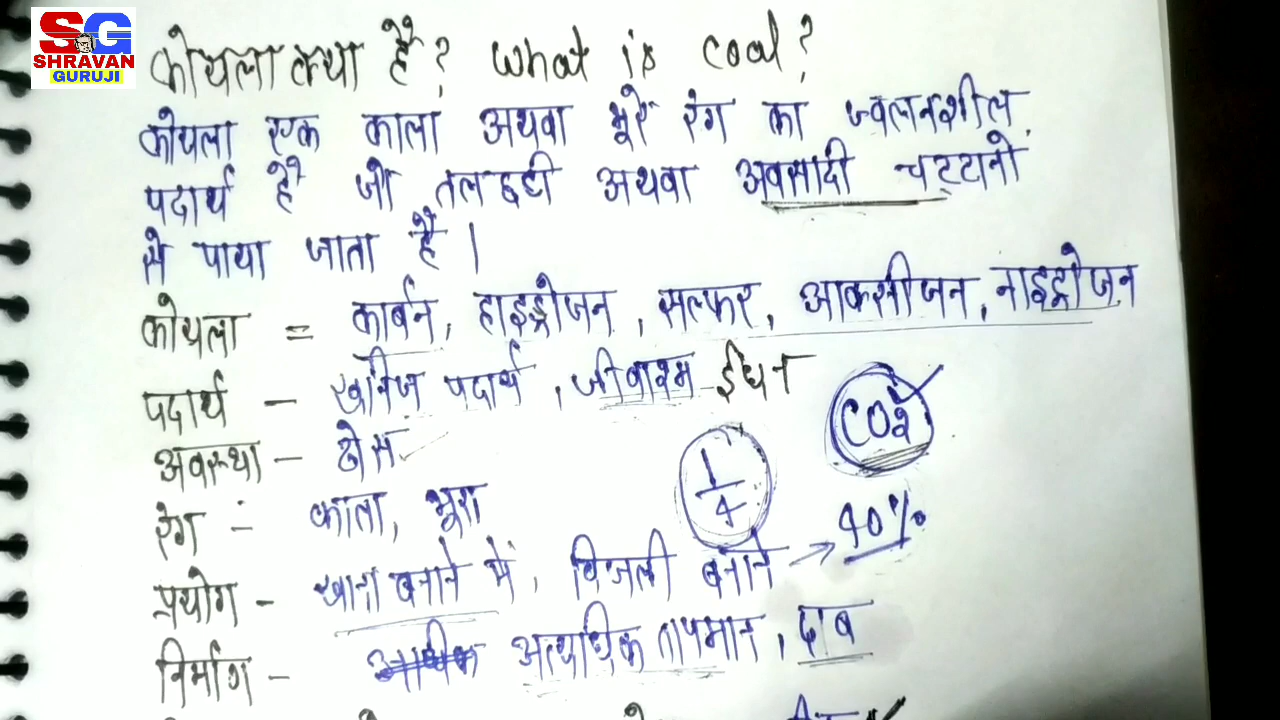 SG
SHRAVAN
GURUJI
कोयला क्या है? What is coal?
कोयला एक काला अथवा भूरे रंग का ज्वलनशील
पदार्थ है जो तलछटी अथवा अवसादी चट्टानो
मे पाया जाता है |
कोयला = कार्बन, हाइड्रोजन, सल्फर, आक्सीजन, नाइट्रोजन
पदार्थ - खनिज पदार्थ, जीवाश्म ईंधन
CO2
अवस्था - ठोस
1/4
रंग - काला, भूरा
40%
प्रयोग - खाना बनाने में, बिजली बनाने →
निर्माण - अत्यधिक तापमान, दाब